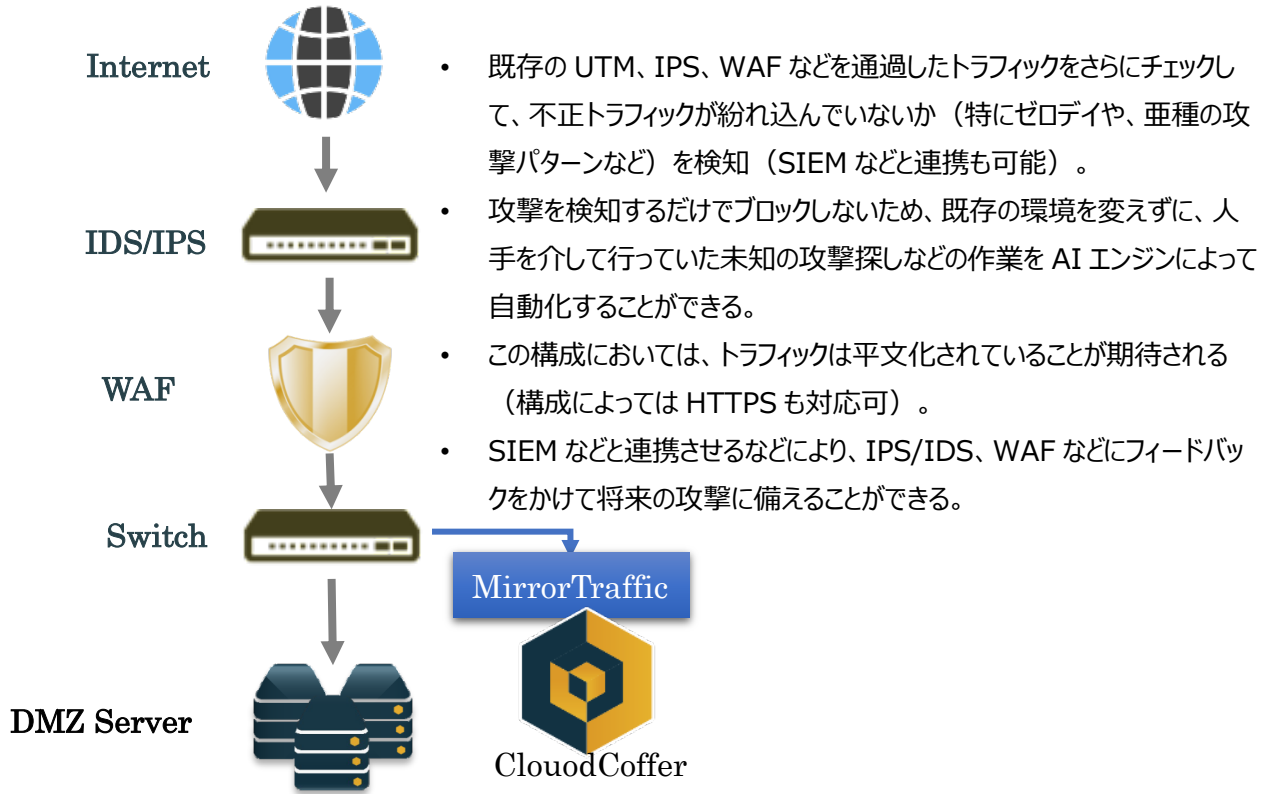 Internet
• 既存の UTM、IPS、WAF などを通過したトラフィックをさらにチェックし
て、不正トラフィックが紛れ込んでいないか（特にゼロデイや、亜種の攻
撃パターンなど）を検知（SIEM などと連携も可能）。
IDS/IPS
• 攻撃を検知するだけでブロックしないため、既存の環境を変えずに、人
手を介して行っていた未知の攻撃探しなどの作業を AI エンジンによって
自動化することができる。
WAF
• この構成においては、トラフィックは平文化されていることが期待される
（構成によっては HTTPS も対応可）。
• SIEM などと連携させるなどにより、IPS/IDS、WAF などにフィードバッ
クをかけて将来の攻撃に備えることができる。
Switch
MirrorTraffic
DMZ Server
ClouodCoffer